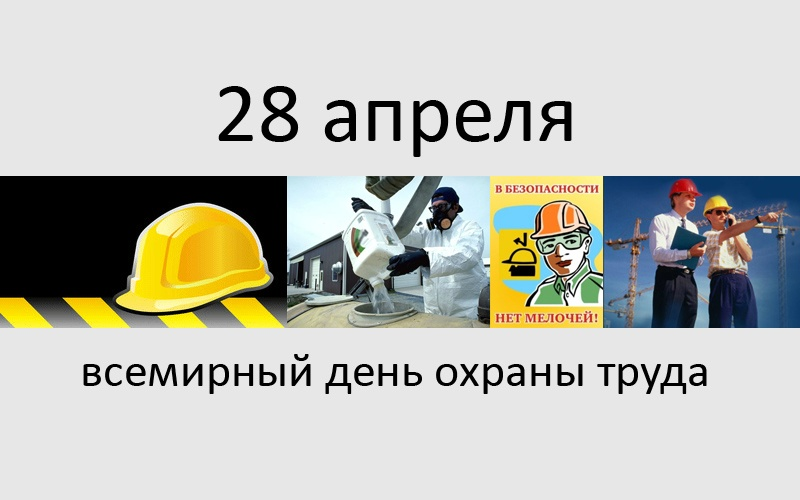 28 апреля
В БЕЗОПАСНОСТИ
НЕТ МЕЛОЧЕЙ!
всемирный день охраны труда